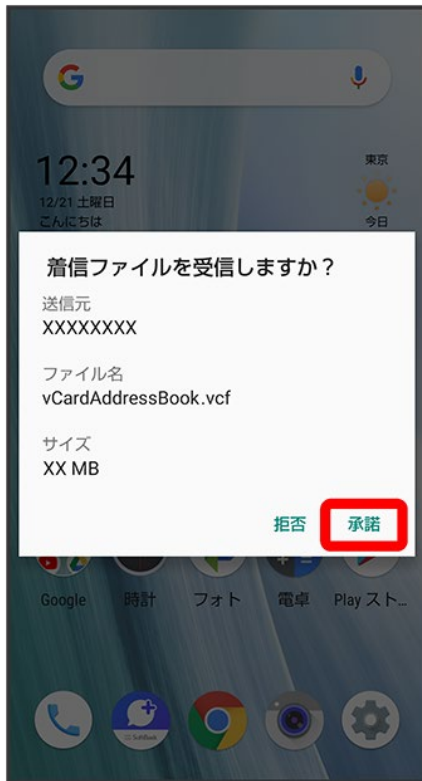 G
12:34
東京
12/21 土曜日
こんにちは
今日
着信ファイルを受信しますか?
送信元
XXXXXXXX
ファイル名
vCardAddressBook.vcf
サイズ
XX MB
拒否
承諾
Google
時計
フォト
電卓
Play スト…
SoftBank